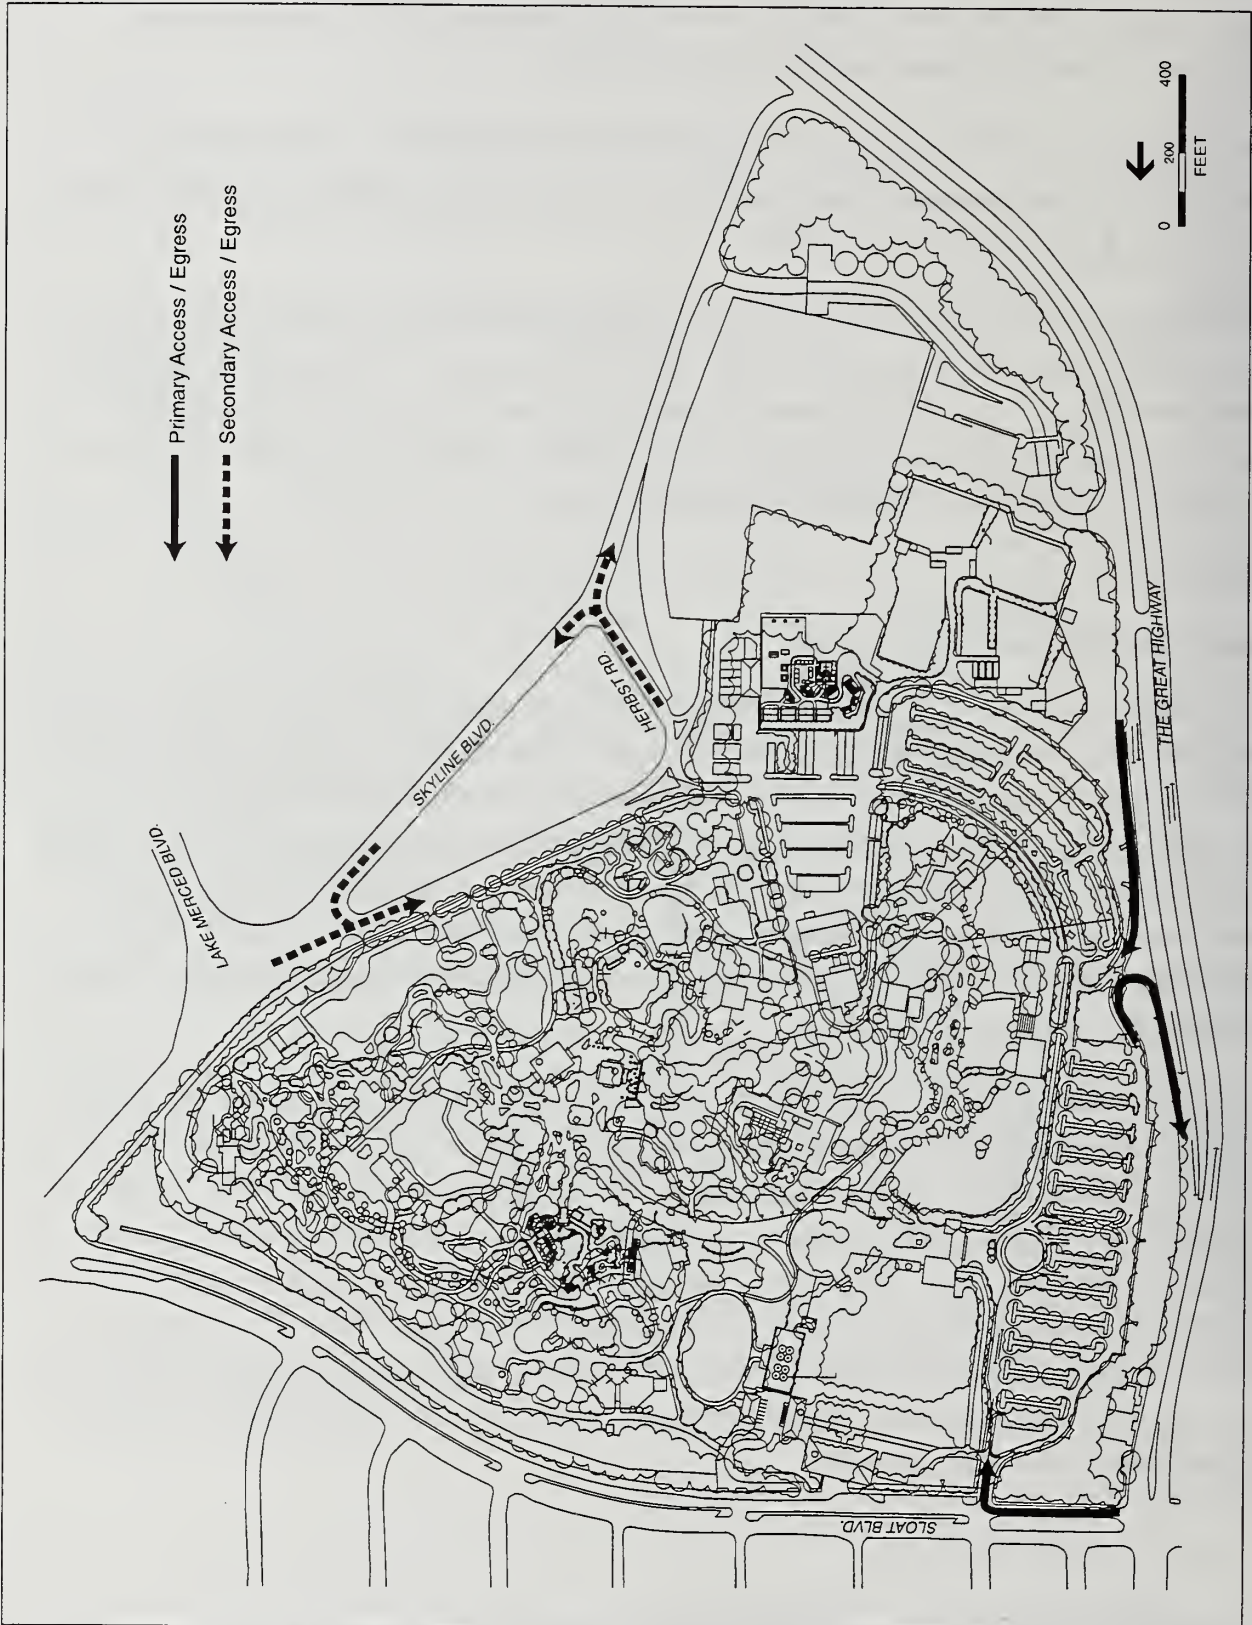 Primary Access / Egress
Secondary Access / Egress
LAKE MERCED BLVD.
SKYLINE BLVD.
HERBST RD.
THE GREAT HIGHWAY
SLOAT BLVD.
0 200 400
FEET